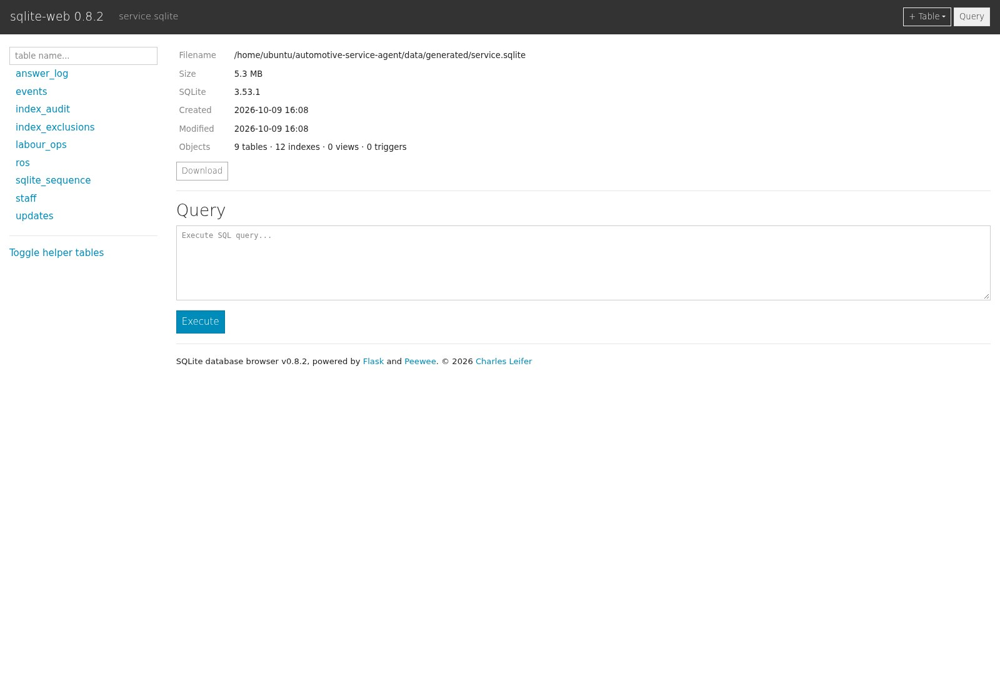 sqlite-web 0.8.2 service.sqlite + Table Query
table name...
answer_log
events
index_audit
index_exclusions
labour_ops
ros
sqlite_sequence
staff
updates
Toggle helper tables
Filename /home/ubuntu/automotive-service-agent/data/generated/service.sqlite
Size 5.3 MB
SQLite 3.53.1
Created 2026-10-09 16:08
Modified 2026-10-09 16:08
Objects 9 tables · 12 indexes · 0 views · 0 triggers
Download
Query
Execute SQL query...
Execute
SQLite database browser v0.8.2, powered by Flask and Peewee. © 2026 Charles Leifer